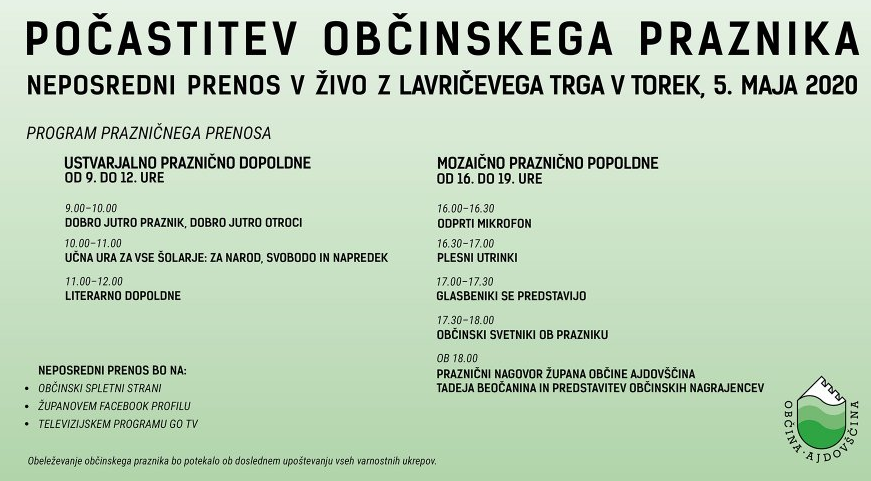 POČASTITEV OBČINSKEGA PRAZNIKA
NEPOSREDNI PRENOS V ŽIVO Z LAVRIČEVEGA TRGA V TOREK, 5. MAJA 2020
PROGRAM PRAZNIČNEGA PRENOSA
USTVARJALNO PRAZNIČNO DOPOLDNE
OD 9. DO 12. URE
9.00–10.00
DOBRO JUTRO PRAZNIK, DOBRO JUTRO OTROCI
10.00–11.00
UČNA URA ZA VSE ŠOLARJE: ZA NAROD, SVOBODO IN NAPREDEK
11.00–12.00
LITERARNO DOPOLDNE
MOZAIČNO PRAZNIČNO POPOLDNE
OD 16. DO 19. URE
16.00–16.30
ODPRTI MIKROFON
16.30–17.00
PLESNI UTRINKI
17.00–17.30
GLASBENIKI SE PREDSTAVIJO
17.30–18.00
OBČINSKI SVETNIKI OB PRAZNIKU
OB 18.00
PRAZNIČNI NAGOVOR ŽUPANA OBČINE AJDOVŠČINA
TADEJA BEOČANINA IN PREDSTAVITEV OBČINSKIH NAGRAJENCEV
NEPOSREDNI PRENOS BO NA:
• OBČINSKI SPLETNI STRANI
• ŽUPANOVEM FACEBOOK PROFILU
• TELEVIZIJSKEM PROGRAMU GO TV
Obeleževanje občinskega praznika bo potekalo ob doslednem upoštevanju vseh varnostnih ukrepov.
OBČINA · AJDOVŠČINA